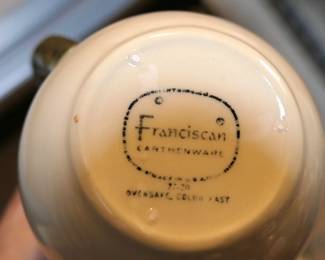 Franciscan
EARTHENWARE
OVENSAFE, COLOR FAST